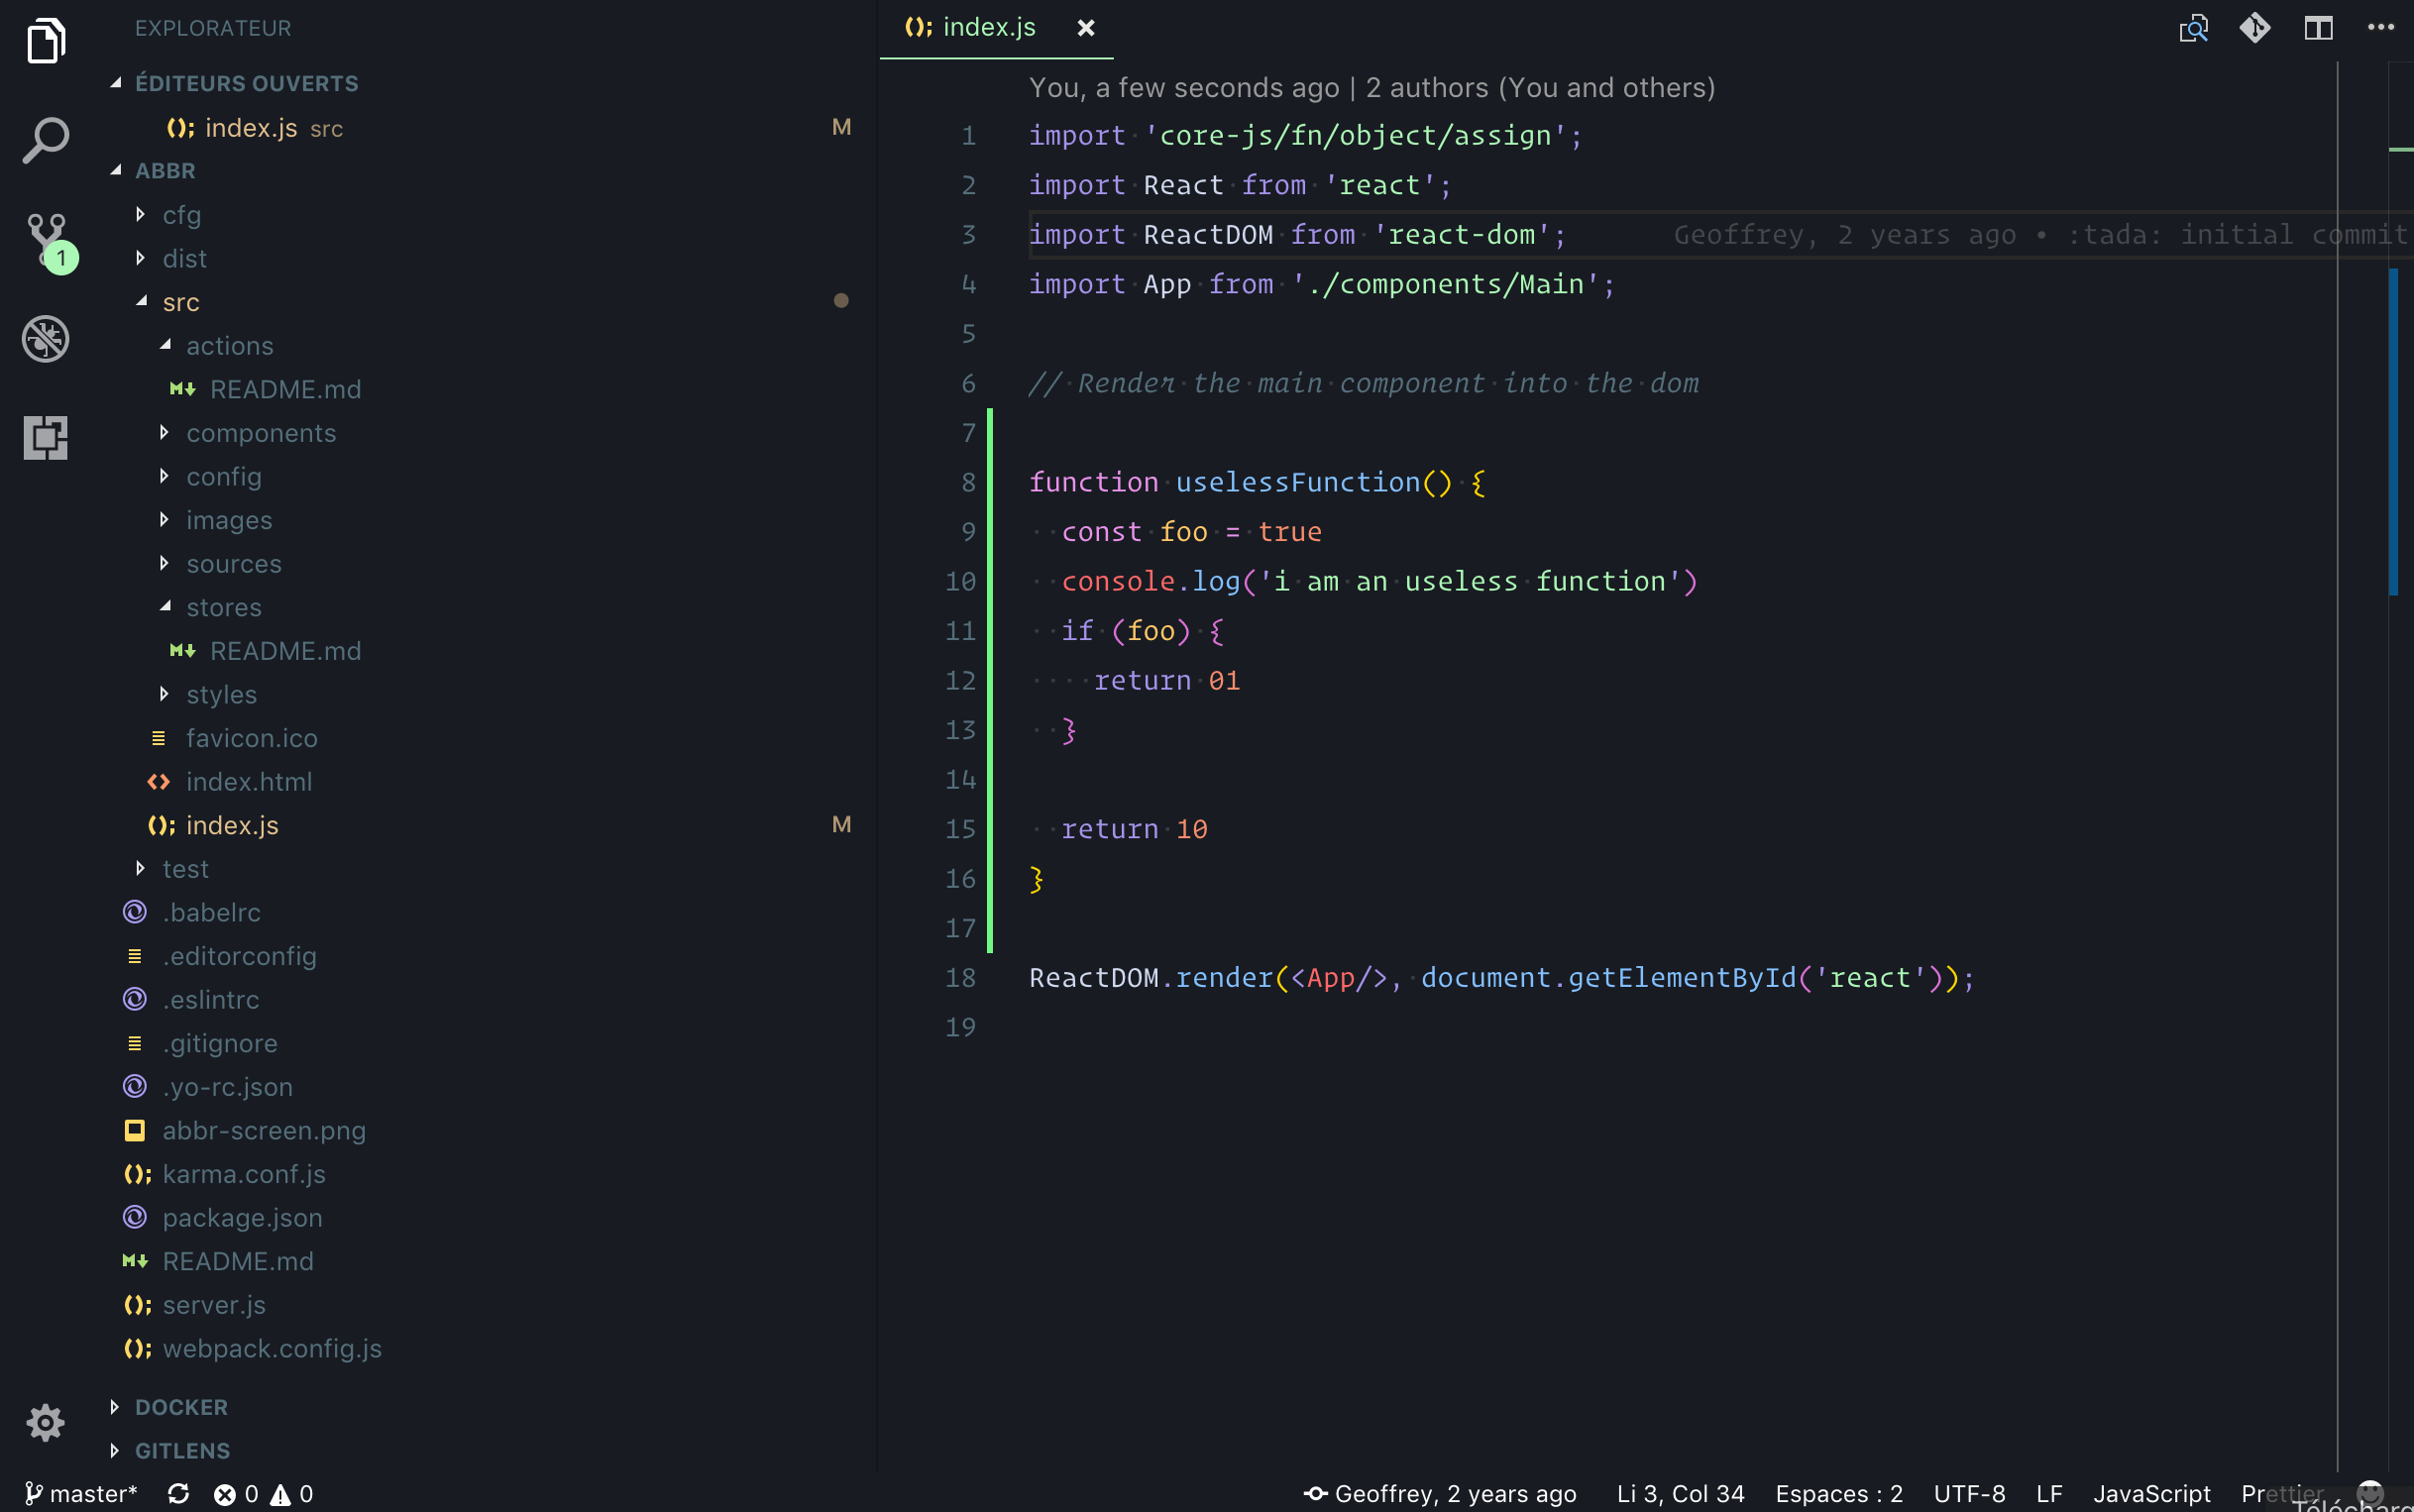 EXPLORATEUR
ÉDITEURS OUVERTS
index.js src M
ABBR
cfg
dist
src
actions
README.md
components
config
images
sources
stores
README.md
styles
favicon.ico
index.html
index.js M
test
.babelrc
.editorconfig
.eslintrc
.gitignore
.yo-rc.json
abbr-screen.png
karma.conf.js
package.json
README.md
server.js
webpack.config.js
DOCKER
GITLENS
1
index.js
You, a few seconds ago | 2 authors (You and others)
1 import 'core-js/fn/object/assign';
2 import React from 'react';
3 import ReactDOM from 'react-dom'; Geoffrey, 2 years ago • :tada: initial commit
4 import App from './components/Main';
5
6 // Render the main component into the dom
7
8 function uselessFunction() {
9 const foo = true
10 console.log('i am an useless function')
11 if (foo) {
12 return 01
13 }
14
15 return 10
16 }
17
18 ReactDOM.render(<App/>, document.getElementById('react'));
19
master* 0 0 Geoffrey, 2 years ago Li 3, Col 34 Espaces : 2 UTF-8 LF JavaScript Prettier